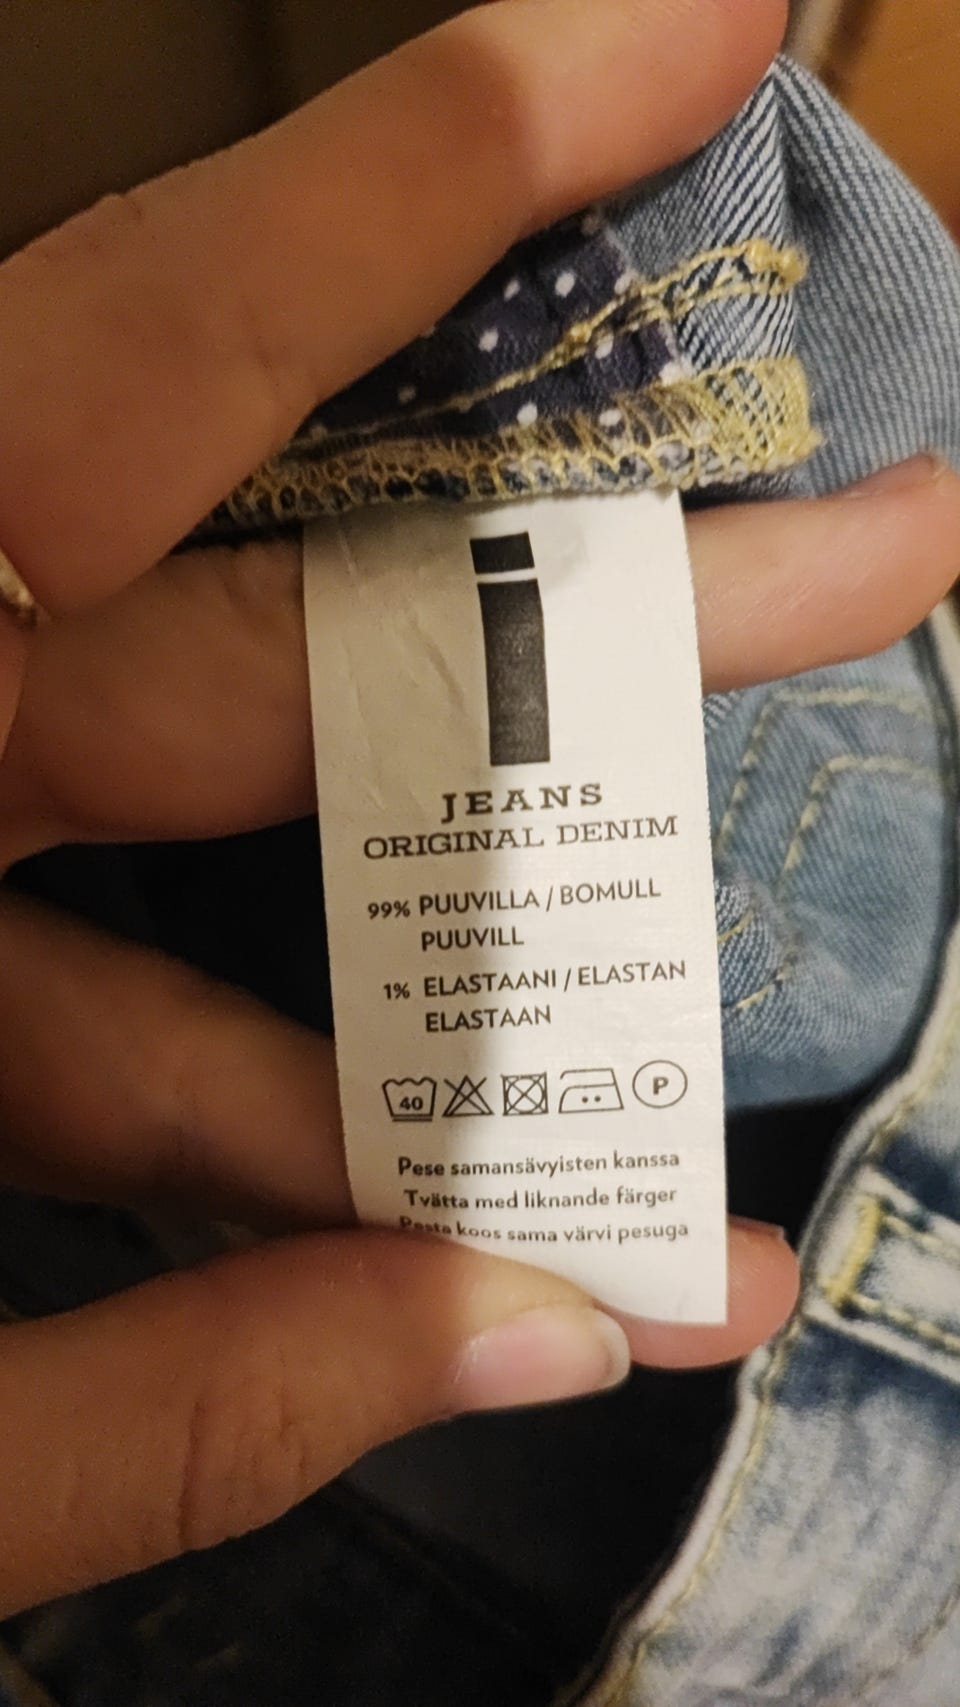 i
JEANS
ORIGINAL DENIM
99% PUUVILLA / BOMULL
PUUVILL
1% ELASTAANI / ELASTAN
ELASTAAN
40 P
Pese samansävyisten kanssa
Tvätta med liknande färger
Pesta koos sama värvi pesuga